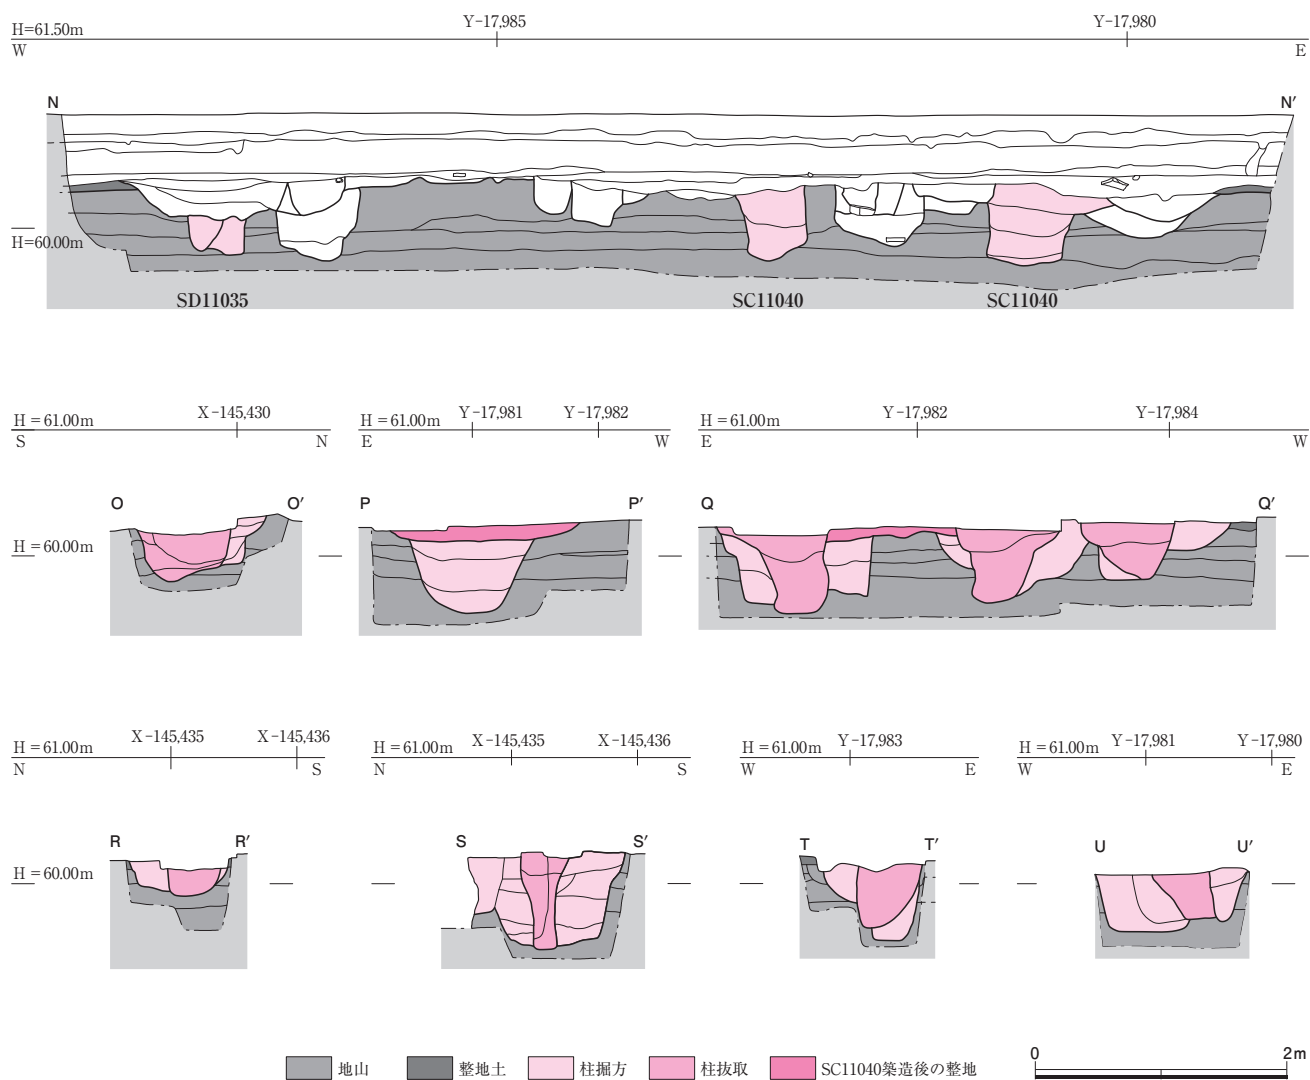 H=61.50m
Y-17,985
Y-17,980
W
E
N
N′
H=60.00m
SD11035
SC11040
SC11040
H = 61.00m
X-145,430
S
N
H = 61.00m
Y-17,981
Y-17,982
E
W
H = 61.00m
Y-17,982
Y-17,984
E
W
O
O′
P
P′
Q
Q′
H = 60.00m
H = 61.00m
X-145,435
X-145,436
N
S
H = 61.00m
X-145,435
X-145,436
N
S
H = 61.00m
Y-17,983
W
E
H = 61.00m
Y-17,981
Y-17,980
W
E
R
R′
S
S′
T
T′
U
U′
H = 60.00m
地山
整地土
柱掘方
柱抜取
SC11040築造後の整地
0
2m